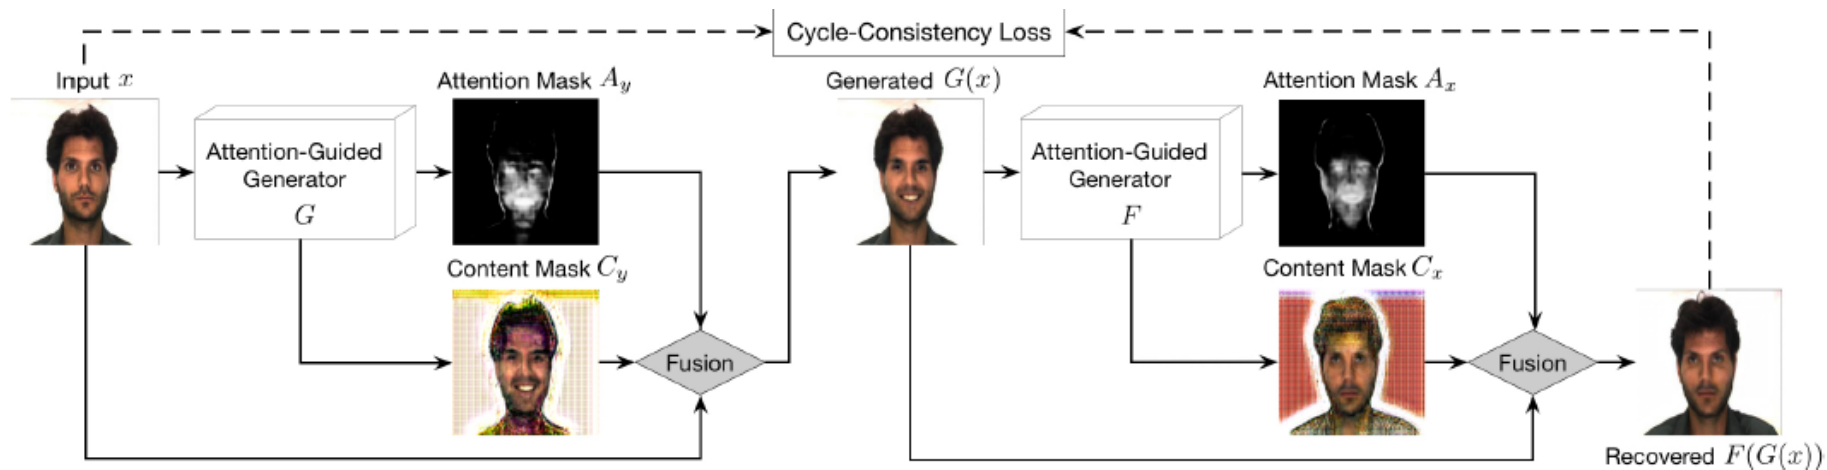 Cycle-Consistency Loss
Input x
Attention Mask A_y
Generated G(x)
Attention Mask A_x
Attention-Guided
Generator
G
Attention-Guided
Generator
F
Content Mask C_y
Content Mask C_x
Fusion
Fusion
Recovered F(G(x))